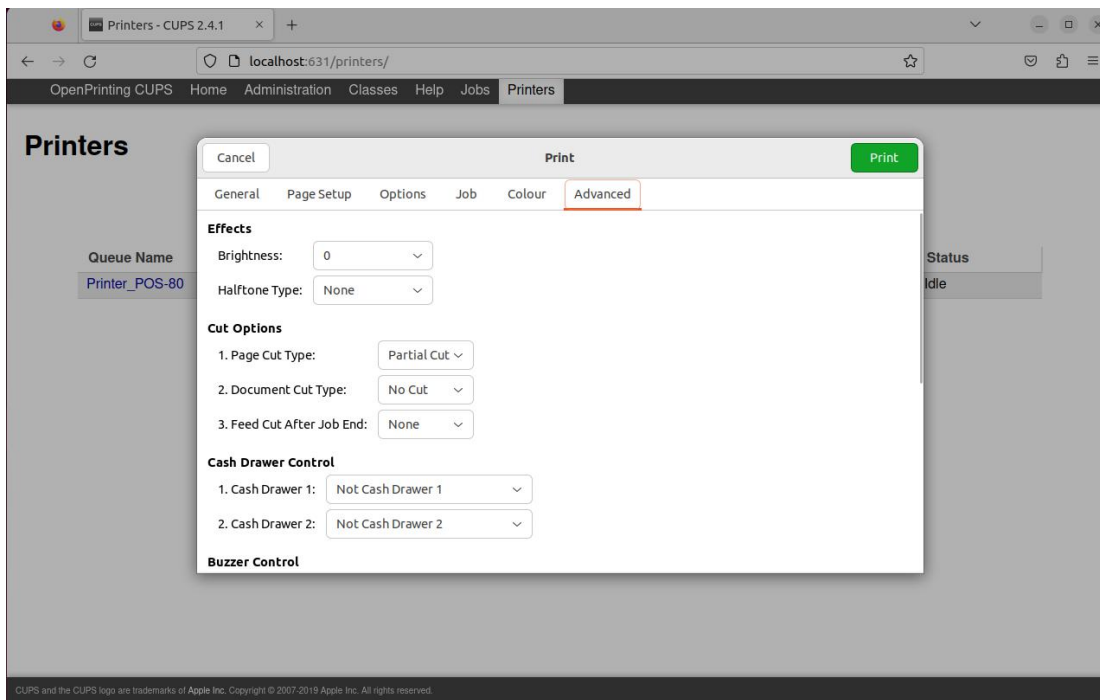 Printers - CUPS 2.4.1
localhost:631/printers/
OpenPrinting CUPS Home Administration Classes Help Jobs Printers
Printers
Cancel Print Print
General Page Setup Options Job Colour Advanced
Effects
Brightness: 0
Halftone Type: None
Queue Name Status
Printer_POS-80 Idle
Cut Options
1. Page Cut Type: Partial Cut
2. Document Cut Type: No Cut
3. Feed Cut After Job End: None
Cash Drawer Control
1. Cash Drawer 1: Not Cash Drawer 1
2. Cash Drawer 2: Not Cash Drawer 2
Buzzer Control
CUPS and the CUPS logo are trademarks of Apple Inc. Copyright © 2007-2019 Apple Inc. All rights reserved.